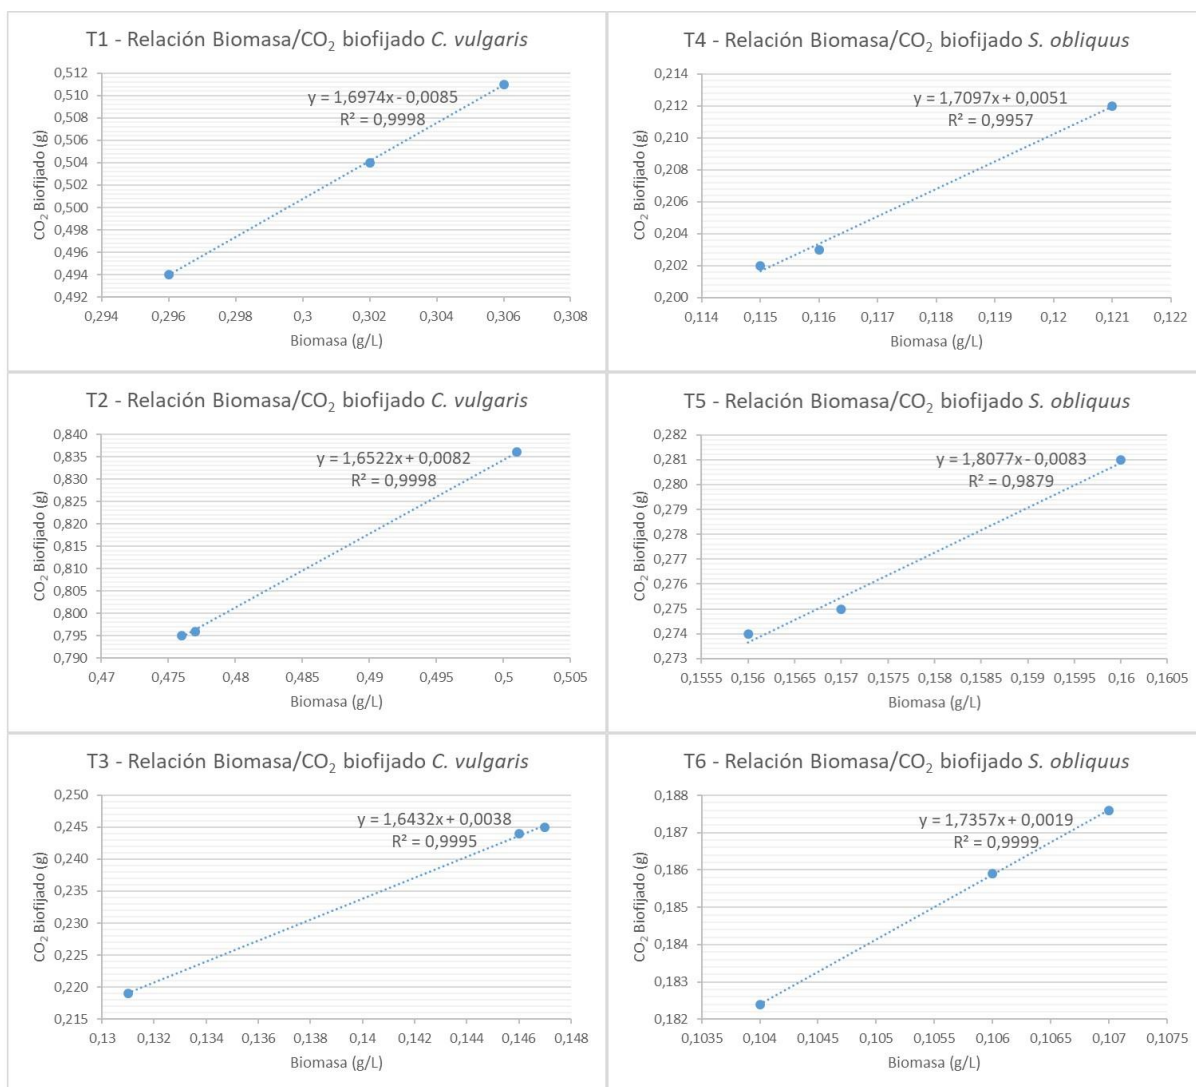 T1 - Relación Biomasa/CO₂ biofijado C. vulgaris
0,512
0,510
0,508
0,506
0,504
0,502
0,500
0,498
0,496
0,494
0,492
CO₂ Biofijado (g)
y = 1,6974x - 0,0085
R² = 0,9998
0,294 0,296 0,298 0,3 0,302 0,304 0,306 0,308
Biomasa (g/L)
T4 - Relación Biomasa/CO₂ biofijado S. obliquus
0,214
0,212
0,210
0,208
0,206
0,204
0,202
0,200
CO₂ Biofijado (g)
y = 1,7097x + 0,0051
R² = 0,9957
0,114 0,115 0,116 0,117 0,118 0,119 0,12 0,121 0,122
Biomasa (g/L)
T2 - Relación Biomasa/CO₂ biofijado C. vulgaris
0,840
0,835
0,830
0,825
0,820
0,815
0,810
0,805
0,800
0,795
0,790
CO₂ Biofijado (g)
y = 1,6522x + 0,0082
R² = 0,9998
0,47 0,475 0,48 0,485 0,49 0,495 0,5 0,505
Biomasa (g/L)
T5 - Relación Biomasa/CO₂ biofijado S. obliquus
0,282
0,281
0,280
0,279
0,278
0,277
0,276
0,275
0,274
0,273
CO₂ Biofijado (g)
y = 1,8077x - 0,0083
R² = 0,9879
0,1555 0,156 0,1565 0,157 0,1575 0,158 0,1585 0,159 0,1595 0,16 0,1605
Biomasa (g/L)
T3 - Relación Biomasa/CO₂ biofijado C. vulgaris
0,250
0,245
0,240
0,235
0,230
0,225
0,220
0,215
CO₂ Biofijado (g)
y = 1,6432x + 0,0038
R² = 0,9995
0,13 0,132 0,134 0,136 0,138 0,14 0,142 0,144 0,146 0,148
Biomasa (g/L)
T6 - Relación Biomasa/CO₂ biofijado S. obliquus
0,188
0,187
0,186
0,185
0,184
0,183
0,182
CO₂ Biofijado (g)
y = 1,7357x + 0,0019
R² = 0,9999
0,1035 0,104 0,1045 0,105 0,1055 0,106 0,1065 0,107 0,1075
Biomasa (g/L)